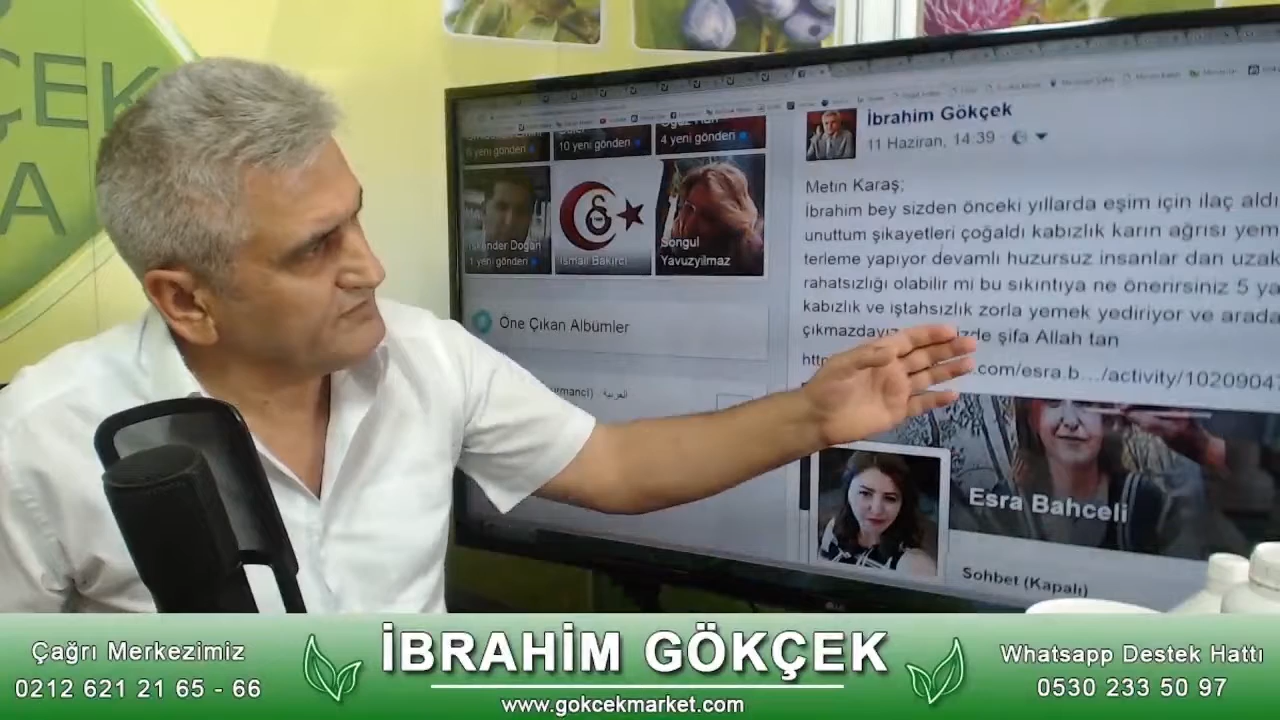 ÇEK
A
6 yeni gönderi
10 yeni gönderi
4 yeni gönderi
İskender Doğan
1 yeni gönderi
İsmail Bakırcı
Songul
Yavuzyilmaz
Öne Çıkan Albümler
العربية
İbrahim Gökçek
11 Haziran, 14:39
Metin Karaş;
İbrahim bey sizden önceki yıllarda eşim için ilaç aldı
unuttum şikayetleri çoğaldı kabızlık karın ağrısı yem
terleme yapıyor devamlı huzursuz insanlar dan uzak
rahatsızlığı olabilir mi bu sıkıntıya ne önerirsiniz 5 ya
kabızlık ve iştahsızlık zorla yemek yediriyor ve arada
şifa Allah tan
.com/esra.b.../activity/10209047
Esra Bahceli
Sohbet (Kapalı)
Çağrı Merkezimiz
0212 621 21 65 - 66
İBRAHİM GÖKÇEK
www.gokcekmarket.com
Whatsapp Destek Hattı
0530 233 50 97